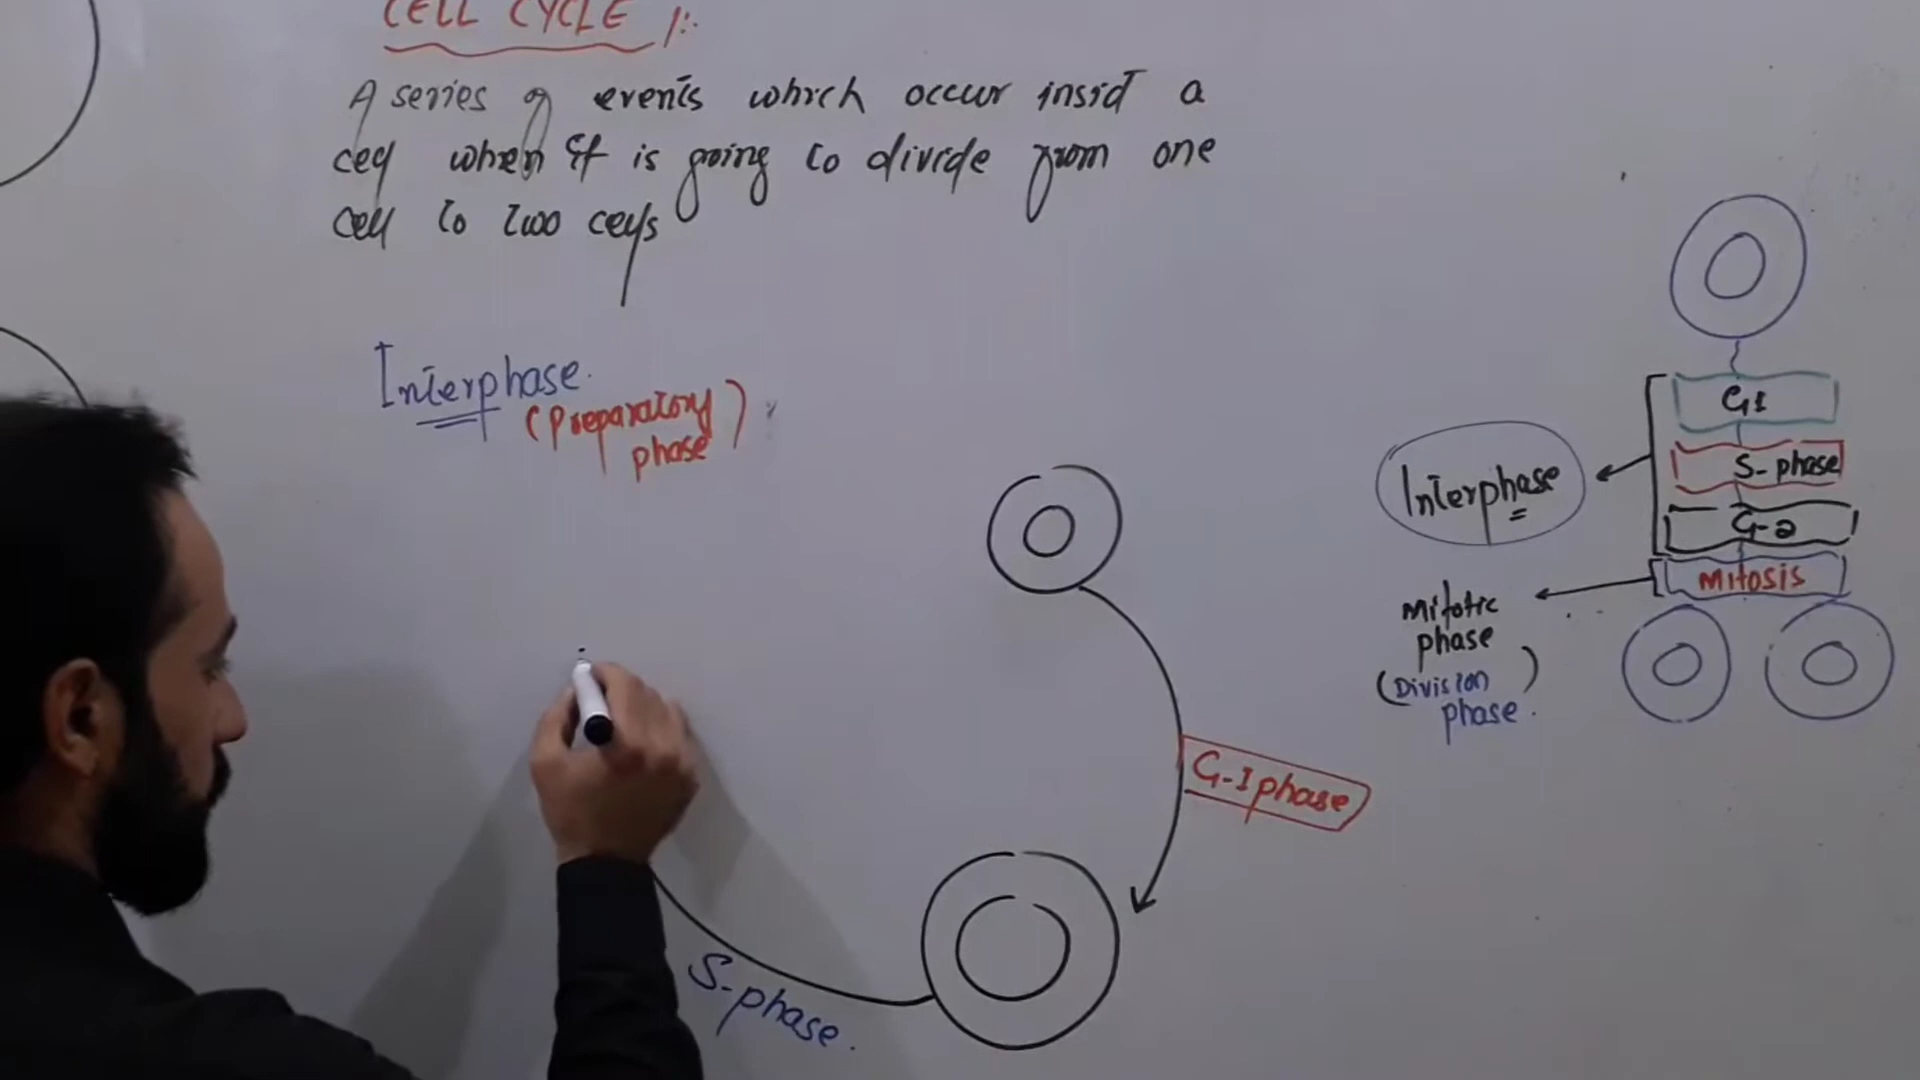 CELL CYCLE :-
A series of events which occur insid a
cell when it is going to divide from one
cell to two cells
Interphase.
(Preparatory
phase)
G-1 phase
S-phase.
G1
S-phase
G-2
Mitosis
Interphase
Mitotic
phase
(Division
phase.)